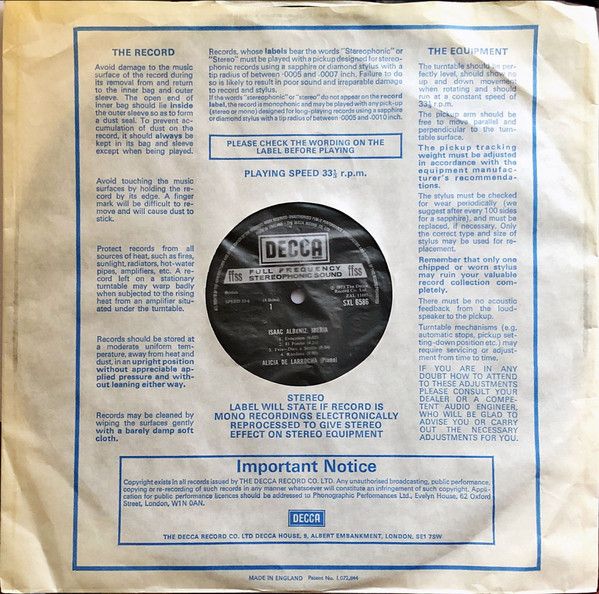 THE RECORD
Avoid damage to the music
surface of the record during
its removal from and return
to the inner bag and outer
sleeve. The open end of
inner bag should lie inside
the outer sleeve so as to form
a dust seal. To prevent ac-
cumulation of dust on the
record, it should always be
kept in its bag and sleeve
except when being played.
Avoid touching the music
surfaces by holding the re-
cord by its edge. A finger
mark will be difficult to re-
move and will cause dust to
stick.
Protect records from all
sources of heat, such as fires,
sunlight, radiators, hot-water
pipes, amplifiers, etc. A re-
cord left on a stationary
turntable may warp badly
when subjected to the rising
heat from an amplifier situ-
ated under the turntable.
Records should be stored at
a moderate uniform tem-
perature, away from heat and
dust, in an upright position
without appreciable ap-
plied pressure and with-
out leaning either way.
Records may be cleaned by
wiping the surfaces gently
with a barely damp soft
cloth.
Records, whose labels bear the words "Stereophonic" or
"Stereo" must be played with a pickup designed for stereo-
phonic records using a sapphire or diamond stylus with a
tip radius of between ·0005 and ·0007 inch. Failure to do
so is likely to result in poor sound and irreparable damage
to record and stylus.
If the words "stereophonic" or "stereo" do not appear on the record
label, the record is monophonic and may be played with any pick-up
(stereo or mono) designed for long-playing records using a sapphire
or diamond stylus with a tip radius of between ·0005 and ·0010 inch.
PLEASE CHECK THE WORDING ON THE
LABEL BEFORE PLAYING
PLAYING SPEED 33⅓ r.p.m.
DECCA
ffss FULL FREQUENCY ffss
STEREOPHONIC SOUND
SPEED 33⅓
1
SXL 6586
ISAAC ALBENIZ: IBERIA
ALICIA DE LARROCHA (Piano)
STEREO
LABEL WILL STATE IF RECORD IS
MONO RECORDINGS ELECTRONICALLY
REPROCESSED TO GIVE STEREO
EFFECT ON STEREO EQUIPMENT
THE EQUIPMENT
The turntable should be per-
fectly level, should show no
up and down movement
when rotating and should
run at a constant speed of
33⅓ r.p.m.
The pickup arm should be
free to move parallel and
perpendicular to the turn-
table surface.
The pickup tracking
weight must be adjusted
in accordance with the
equipment manufac-
turer's recommenda-
tions.
The stylus must be checked
for wear periodically (we
suggest after every 100 sides
for a sapphire), and must be
replaced, if necessary. Only
the correct type and size of
stylus may be used for re-
placement.
Remember that only one
chipped or worn stylus
may ruin your valuable
record collection com-
pletely.
There must be no acoustic
feedback from the loud-
speaker to the pickup.
Turntable mechanisms (e.g.
automatic stops, pickup set-
ting-down position etc.) may
require servicing or adjust-
ment from time to time.
IF YOU ARE IN ANY
DOUBT HOW TO ATTEND
TO THESE ADJUSTMENTS
PLEASE CONSULT YOUR
DEALER OR A COMPE-
TENT AUDIO ENGINEER,
WHO WILL BE GLAD TO
ADVISE YOU OR CARRY
OUT THE NECESSARY
ADJUSTMENTS FOR YOU.
Important Notice
Copyright exists in all records issued by THE DECCA RECORD CO. LTD. Any unauthorised broadcasting, public performance,
copying or re-recording of such records in any manner whatsoever will constitute an infringement of such copyright. Appli-
cation for public performance licences should be addressed to Phonographic Performances Ltd., Evelyn House, 62 Oxford
Street, London, W1N 0AN.
DECCA
THE DECCA RECORD CO. LTD DECCA HOUSE, 9, ALBERT EMBANKMENT, LONDON, SE1 7SW
MADE IN ENGLAND Patent No. 1,072,844